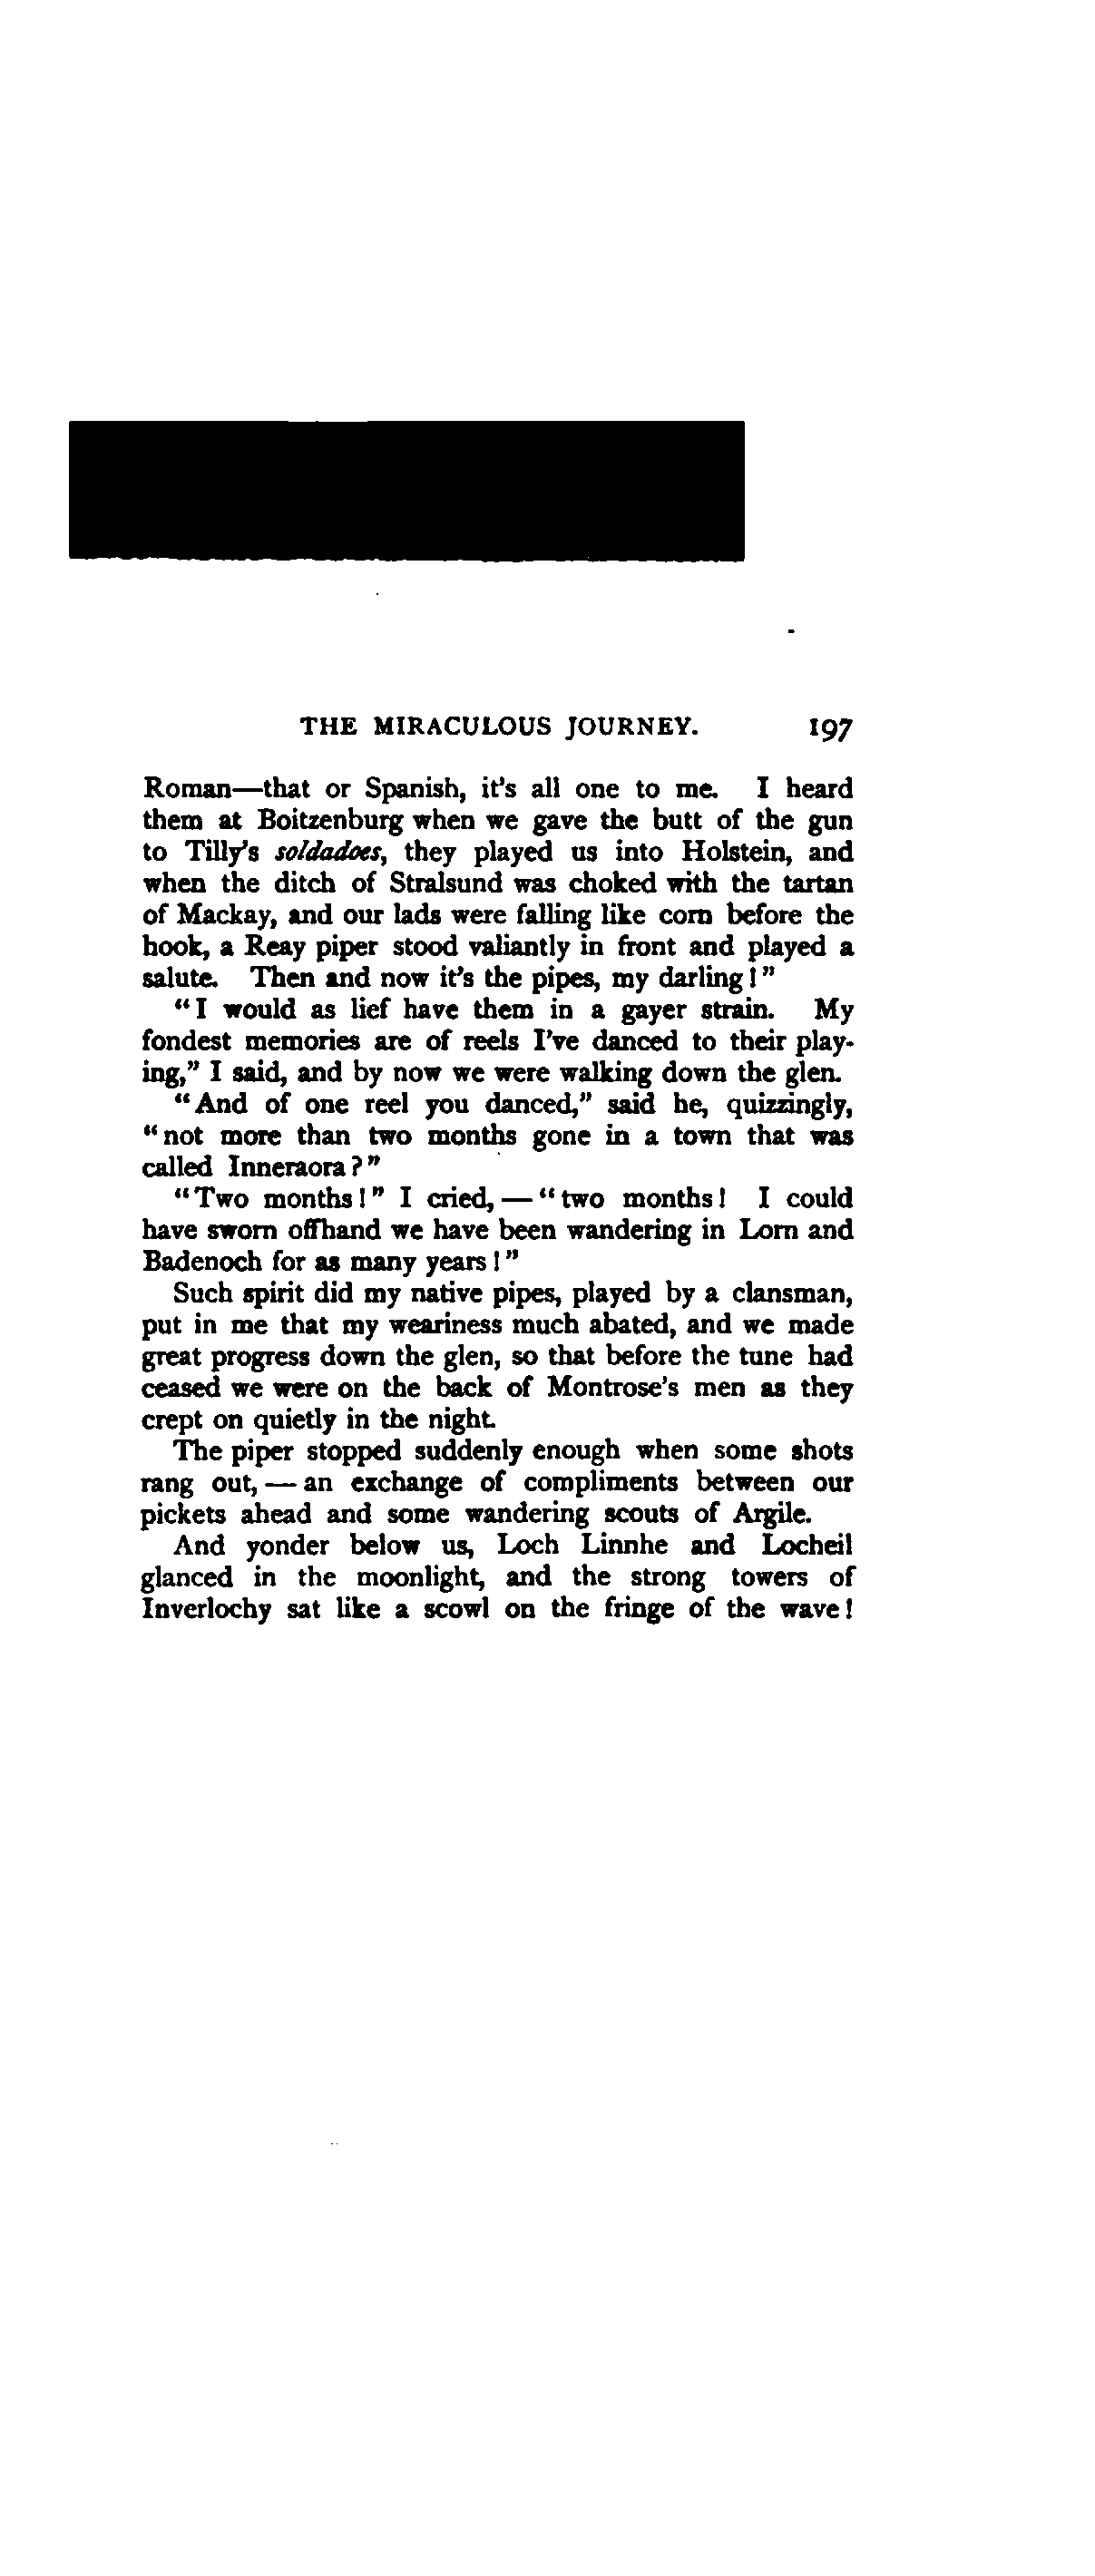 THE MIRACULOUS JOURNEY. 197
Roman—that or Spanish, it's all one to me. I heard
them at Boitzenburg when we gave the butt of the gun
to Tilly's soldadoes, they played us into Holstein, and
when the ditch of Stralsund was choked with the tartan
of Mackay, and our lads were falling like corn before the
hook, a Reay piper stood valiantly in front and played a
salute. Then and now it's the pipes, my darling!"
"I would as lief have them in a gayer strain. My
fondest memories are of reels I've danced to their play-
ing," I said, and by now we were walking down the glen.
"And of one reel you danced," said he, quizzingly,
"not more than two months gone in a town that was
called Inneraora?"
"Two months!" I cried,—"two months! I could
have sworn offhand we have been wandering in Lorn and
Badenoch for as many years!"
Such spirit did my native pipes, played by a clansman,
put in me that my weariness much abated, and we made
great progress down the glen, so that before the tune had
ceased we were on the back of Montrose's men as they
crept on quietly in the night.
The piper stopped suddenly enough when some shots
rang out,—an exchange of compliments between our
pickets ahead and some wandering scouts of Argile.
And yonder below us, Loch Linnhe and Locheil
glanced in the moonlight, and the strong towers of
Inverlochy sat like a scowl on the fringe of the wave!